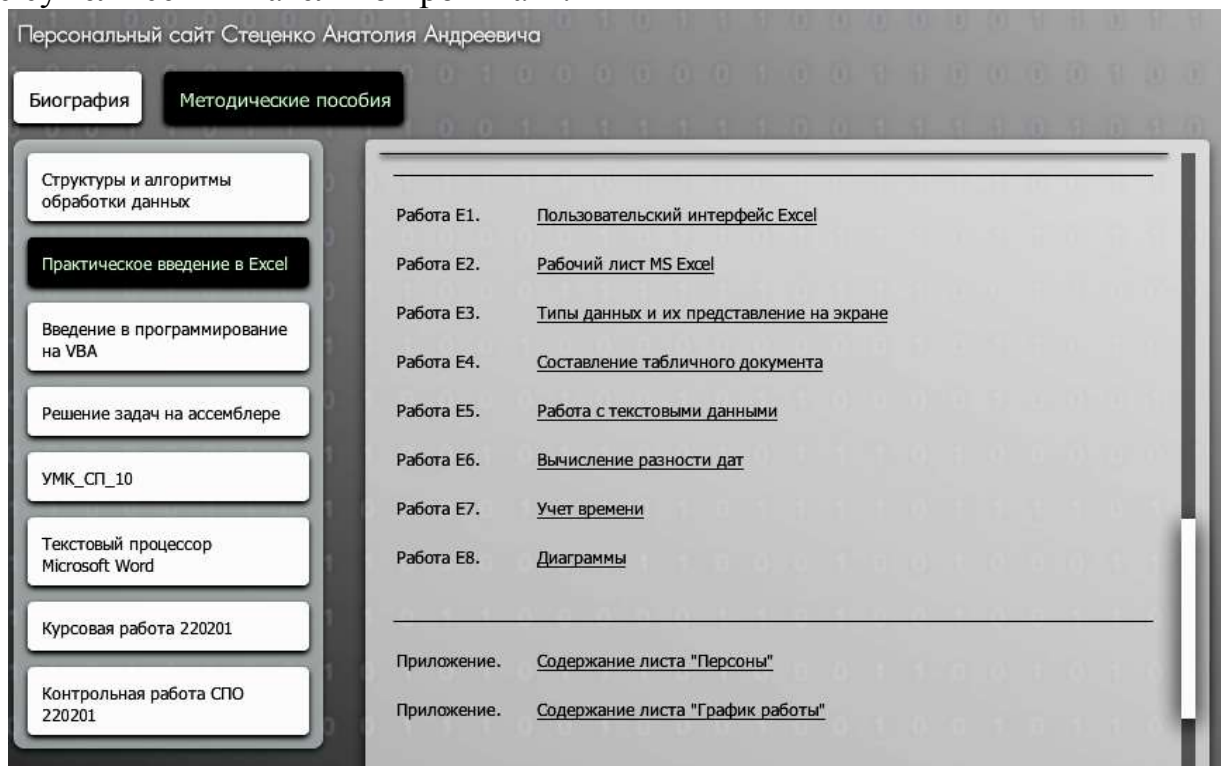 Персональный сайт Стеценко Анатолия Андреевича
Биография
Методические пособия
Структуры и алгоритмы
обработки данных
Практическое введение в Excel
Введение в программирование
на VBA
Решение задач на ассемблере
УМК_СП_10
Текстовый процессор
Microsoft Word
Курсовая работа 220201
Контрольная работа СПО
220201
Работа E1. Пользовательский интерфейс Excel
Работа E2. Рабочий лист MS Excel
Работа E3. Типы данных и их представление на экране
Работа E4. Составление табличного документа
Работа E5. Работа с текстовыми данными
Работа E6. Вычисление разности дат
Работа E7. Учет времени
Работа E8. Диаграммы
Приложение. Содержание листа "Персоны"
Приложение. Содержание листа "График работы"